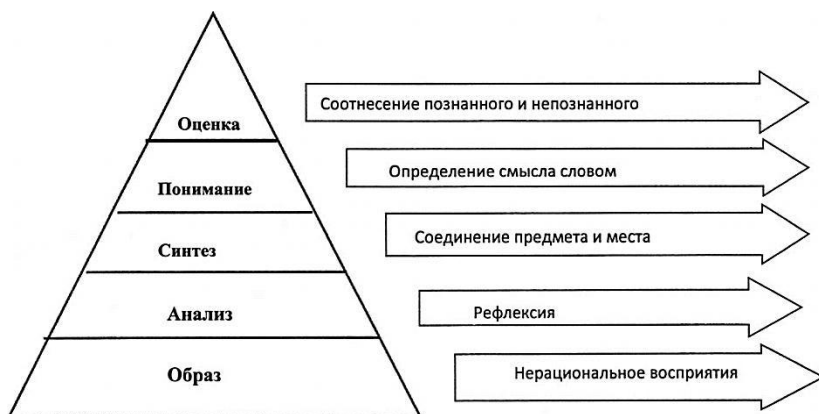 Соотнесение познанного и непознанного
Оценка
Определение смысла словом
Понимание
Соединение предмета и места
Синтез
Рефлексия
Анализ
Нерациональное восприятия
Образ